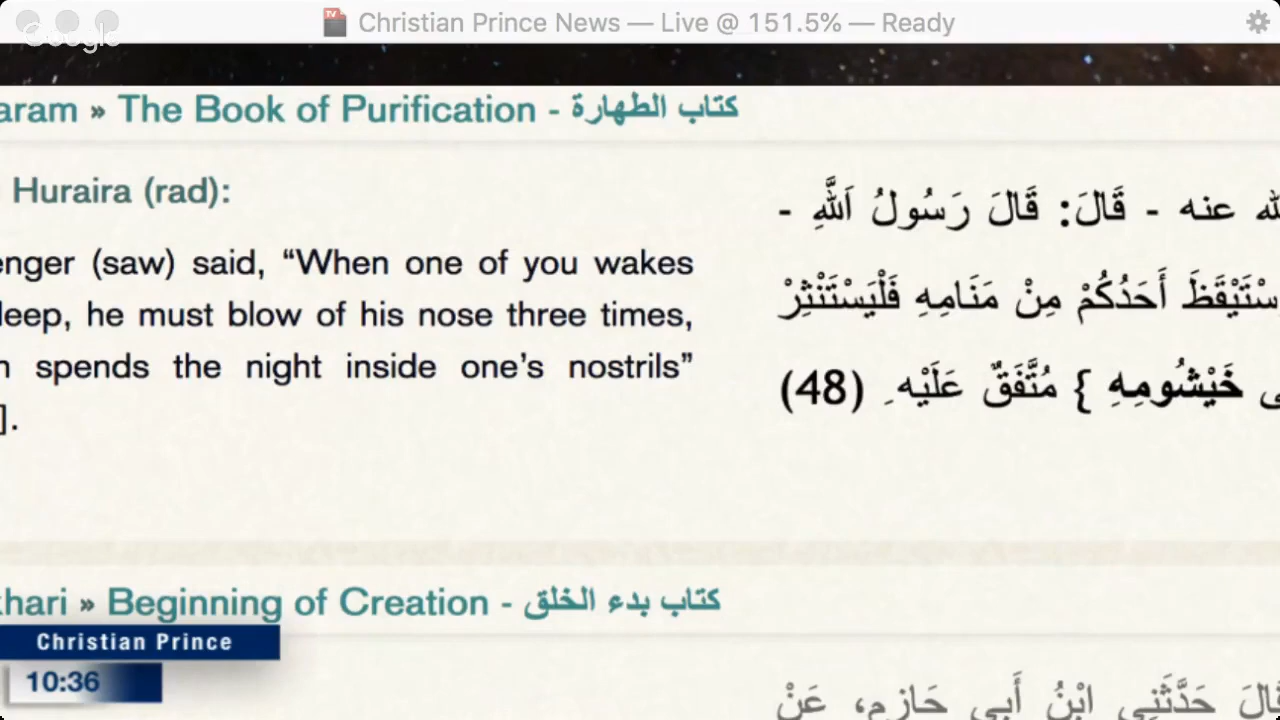 Christian Prince News — Live @ 151.5% — Ready
Google
aram » The Book of Purification - كتاب الطهارة
Huraira (rad):
enger (saw) said, “When one of you wakes
leep, he must blow of his nose three times,
n spends the night inside one’s nostrils”
].
لله عنه - قَالَ: قَالَ رَسُولُ اَللَّهِ -
سْتَيْقَظَ أَحَدُكُمْ مِنْ مَنَامِهِ فَلْيَسْتَنْثِرْ
ى خَيْشُومِهِ } مُتَّفَقٌ عَلَيْه ِ (48)
khari » Beginning of Creation - كتاب بدء الخلق
Christian Prince
10:36
قَالَ حَدَّثَنِي ابْنُ أَبِي حَازِمٍ، عَنْ